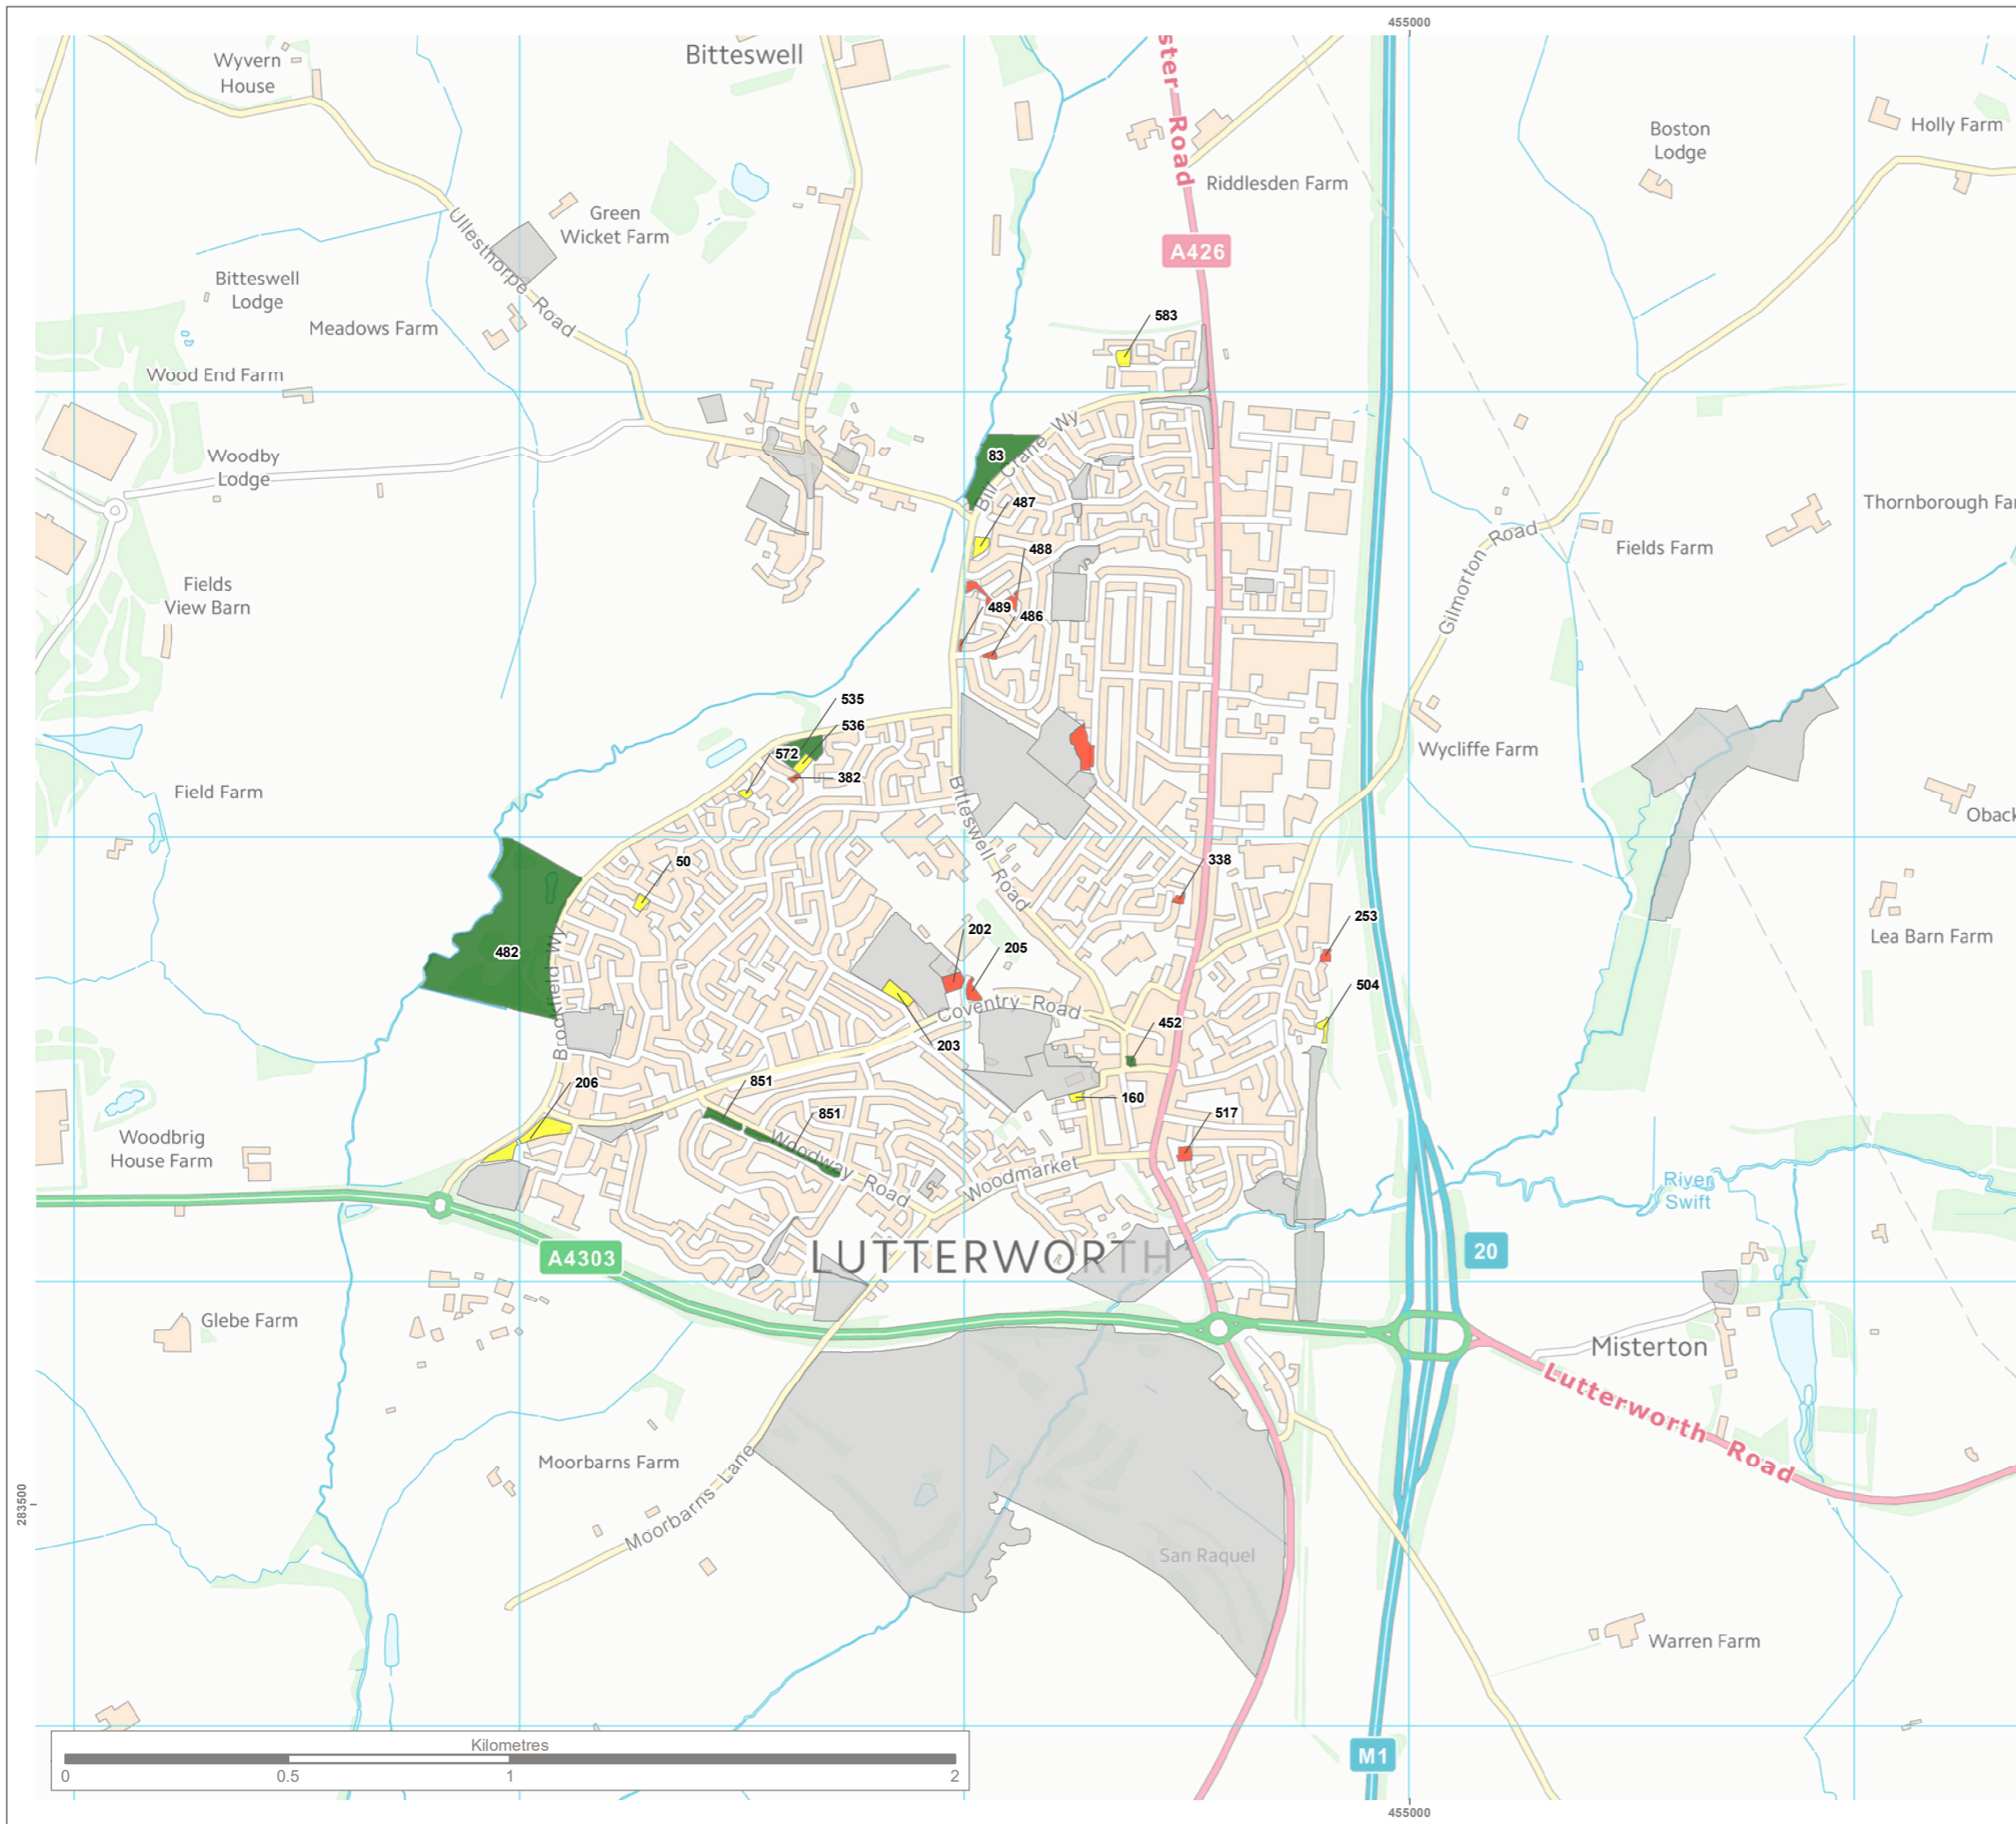 455000
Wyvern
House
Bitteswell
ster Road
Boston
Lodge
Holly Farm
Riddlesden Farm
Green
Wicket Farm
Ullesthorpe Road
A426
Bitteswell
Lodge
Meadows Farm
583
Wood End Farm
Woodby
Lodge
83
Bill Crane Wy
487
Thornborough Far
488
Fields Farm
Gilmorton Road
Fields
View Barn
489
486
535
536
572
382
Wycliffe Farm
Field Farm
Oback
Bitteswell Road
50
338
202
205
253
482
Brookfield Wy
Lea Barn Farm
504
Coventry Road
452
203
206
851
160
851
517
Woodbrig
House Farm
Woodway Road
Woodmarket
River
Swift
LUTTERWORTH
20
A4303
Glebe Farm
Misterton
Lutterworth Road
Moorbarns Farm
Moorbarns Lane
283500
San Raquel
Warren Farm
Kilometres
0 0.5 1 2
M1
455000